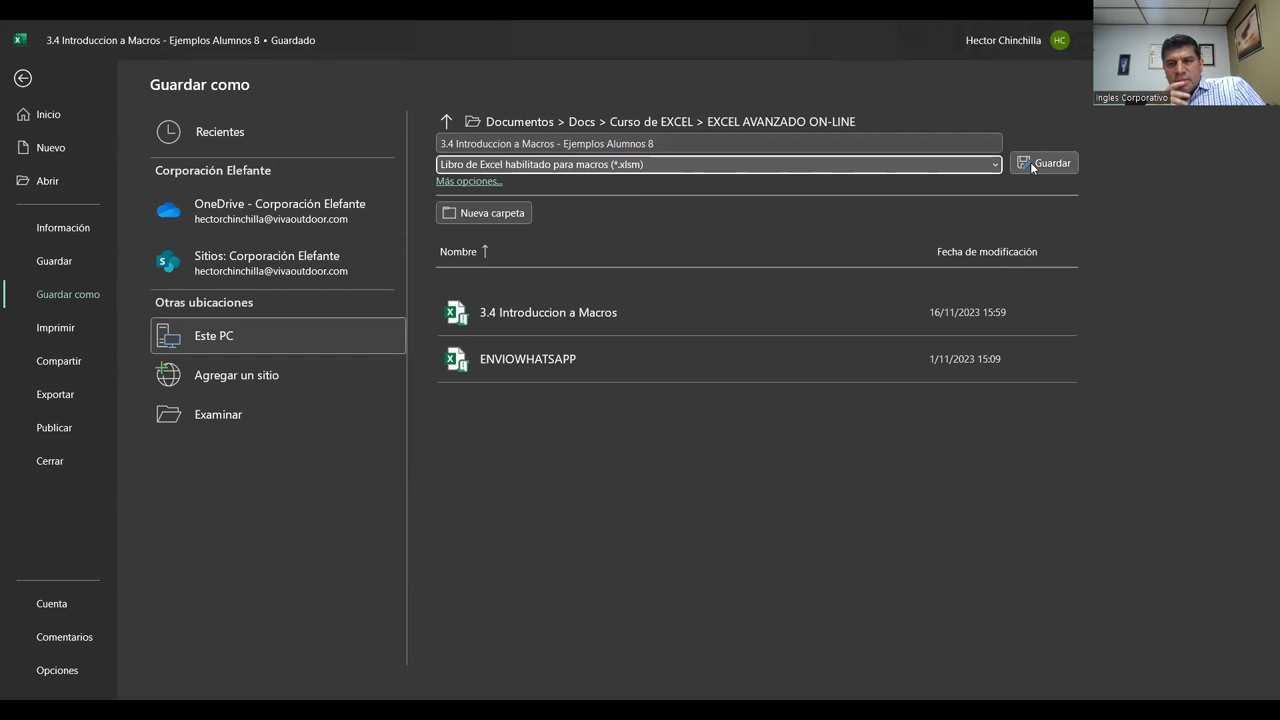 3.4 Introduccion a Macros - Ejemplos Alumnos 8 • Guardado
Hector Chinchilla
HC
Ingles Corporativo
Inicio
Nuevo
Abrir
Información
Guardar
Guardar como
Imprimir
Compartir
Exportar
Publicar
Cerrar
Cuenta
Comentarios
Opciones
Guardar como
Recientes
Corporación Elefante
OneDrive - Corporación Elefante
hectorchinchilla@vivaoutdoor.com
Sitios: Corporación Elefante
hectorchinchilla@vivaoutdoor.com
Otras ubicaciones
Este PC
Agregar un sitio
Examinar
Documentos > Docs > Curso de EXCEL > EXCEL AVANZADO ON-LINE
3.4 Introduccion a Macros - Ejemplos Alumnos 8
Libro de Excel habilitado para macros (*.xlsm)
Guardar
Más opciones...
Nueva carpeta
Nombre ↑ Fecha de modificación
3.4 Introduccion a Macros 16/11/2023 15:59
ENVIOWHATSAPP 1/11/2023 15:09